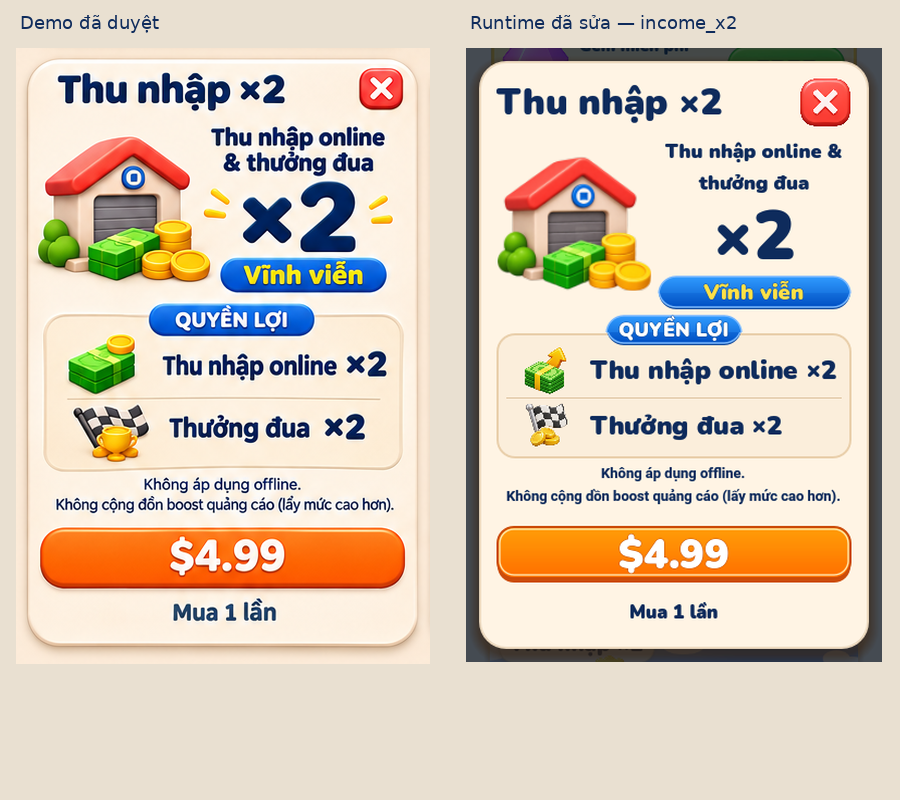 Demo đã duyệt
Thu nhập ×2
Thu nhập online
& thưởng đua
×2
Vĩnh viễn
QUYỀN LỢI
Thu nhập online ×2
Thưởng đua ×2
Không áp dụng offline.
Không cộng đồn boost quảng cáo (lấy mức cao hơn).
$4.99
Mua 1 lần
Runtime đã sửa — income_x2
Thu nhập ×2
Thu nhập online &
thưởng đua
×2
Vĩnh viễn
QUYỀN LỢI
Thu nhập online ×2
Thưởng đua ×2
Không áp dụng offline.
Không cộng dồn boost quảng cáo (lấy mức cao hơn).
$4.99
Mua 1 lần